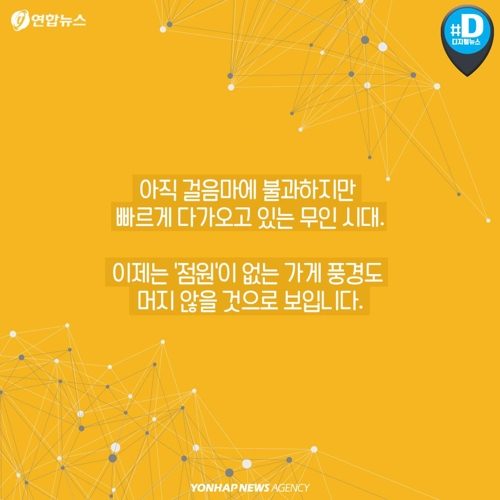 연합뉴스
#D
디지털뉴스
아직 걸음마에 불과하지만
빠르게 다가오고 있는 무인 시대.
이제는 '점원'이 없는 가게 풍경도
머지 않을 것으로 보입니다.
YONHAP NEWS AGENCY